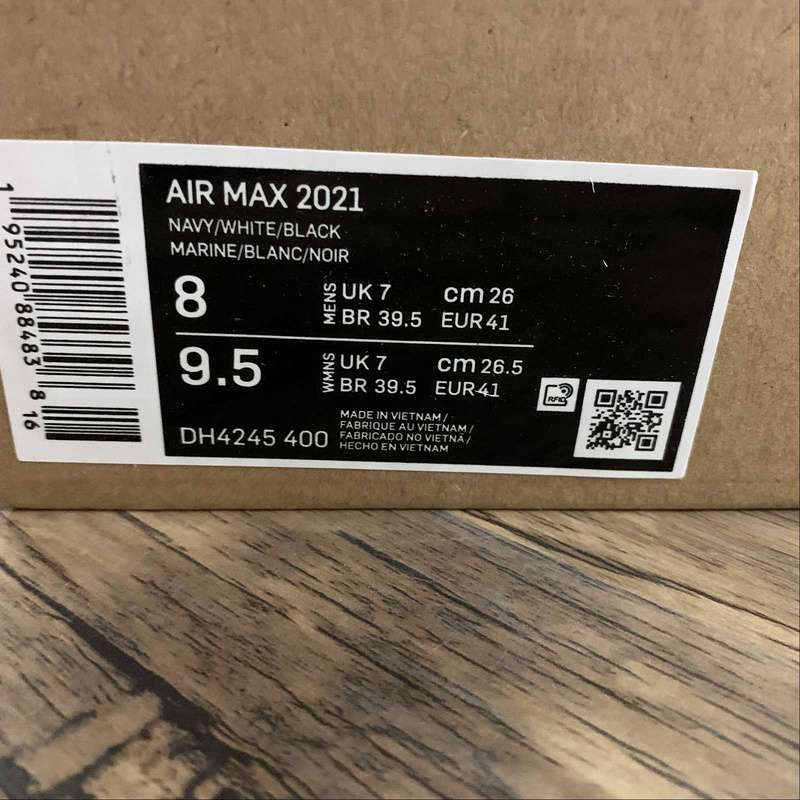 1 95240 88483 8 16
AIR MAX 2021
NAVY/WHITE/BLACK
MARINE/BLANC/NOIR
8
MENS
UK 7 cm 26
BR 39.5 EUR 41
9.5
WMNS
UK 7 cm 26.5
BR 39.5 EUR 41
DH4245 400
MADE IN VIETNAM/
FABRIQUE AU VIETNAM/
FABRICADO NO VIETNÃ/
HECHO EN VIETNAM
RFID